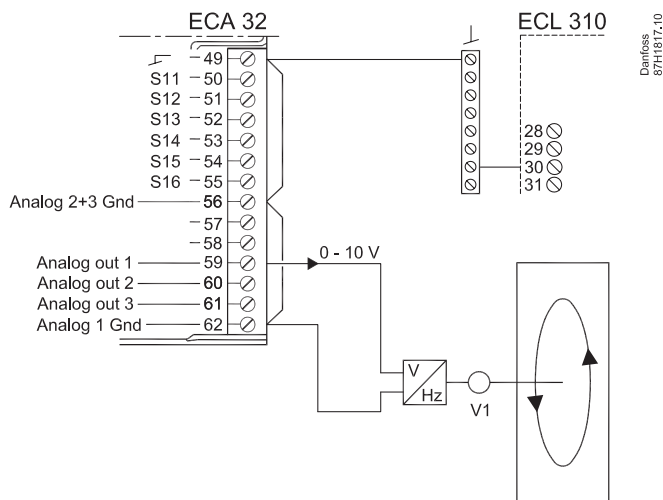 ECA 32
ECL 310
Danfoss
87H1817.10
49
S11 50
S12 51
S13 52
S14 53
S15 54
S16 55
Analog 2+3 Gnd 56
57
58
Analog out 1 59
Analog out 2 60
Analog out 3 61
Analog 1 Gnd 62
28
29
30
31
0 - 10 V
V
Hz
V1